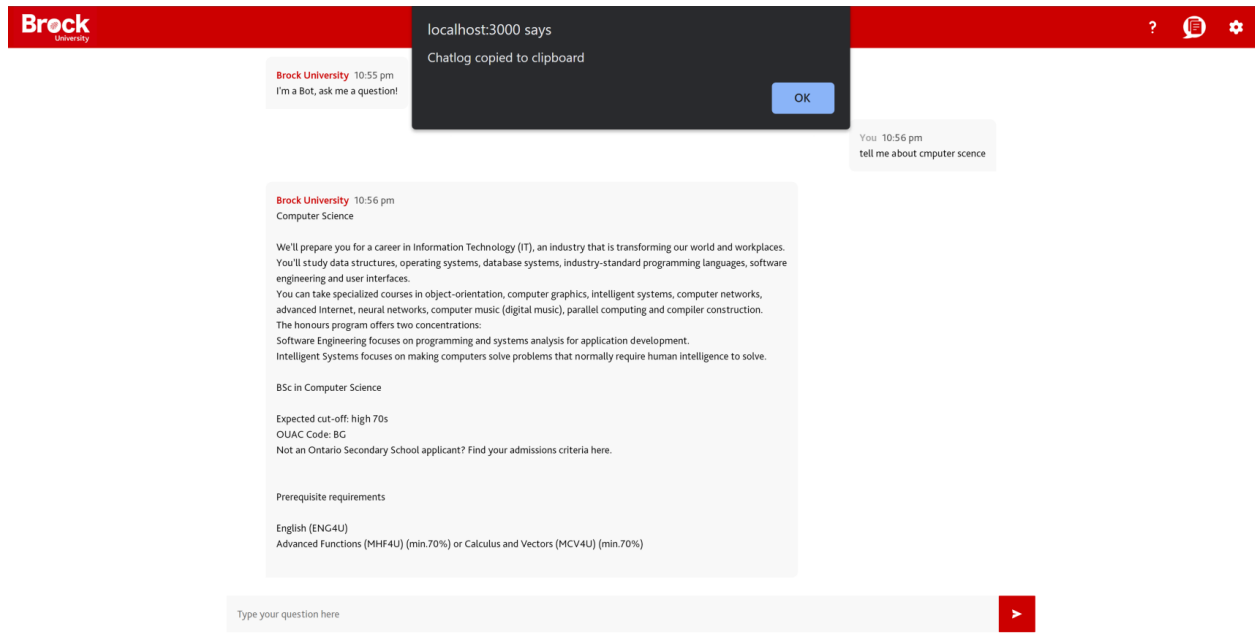 Brock
University
localhost:3000 says
Chatlog copied to clipboard
OK
?
Brock University 10:55 pm
I'm a Bot, ask me a question!
You 10:56 pm
tell me about cmputer scence
Brock University 10:56 pm
Computer Science
We'll prepare you for a career in Information Technology (IT), an industry that is transforming our world and workplaces.
You'll study data structures, operating systems, database systems, industry-standard programming languages, software
engineering and user interfaces.
You can take specialized courses in object-orientation, computer graphics, intelligent systems, computer networks,
advanced Internet, neural networks, computer music (digital music), parallel computing and compiler construction.
The honours program offers two concentrations:
Software Engineering focuses on programming and systems analysis for application development.
Intelligent Systems focuses on making computers solve problems that normally require human intelligence to solve.
BSc in Computer Science
Expected cut-off: high 70s
OUAC Code: BG
Not an Ontario Secondary School applicant? Find your admissions criteria here.
Prerequisite requirements
English (ENG4U)
Advanced Functions (MHF4U) (min.70%) or Calculus and Vectors (MCV4U) (min.70%)
Type your question here